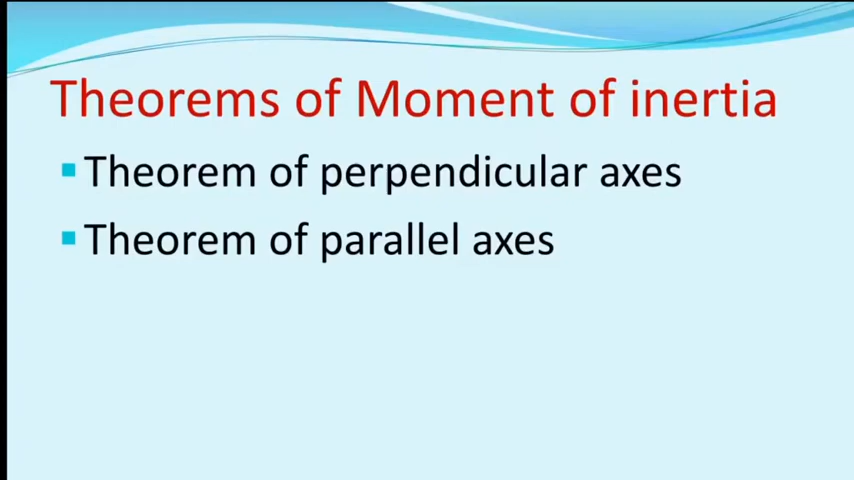 Theorems of Moment of inertia
Theorem of perpendicular axes
Theorem of parallel axes